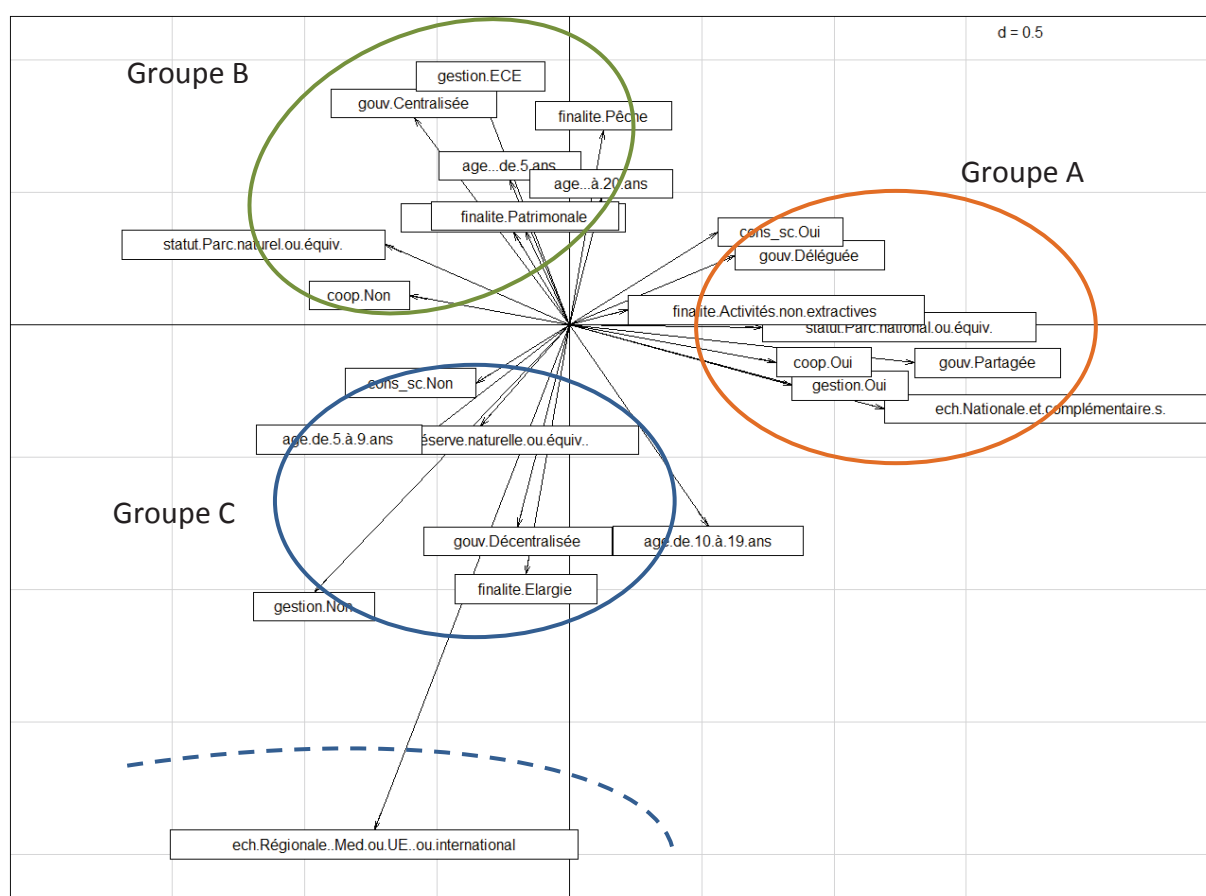 d = 0.5
Groupe B
gestion.ECE
gouv.Centralisée
finalite.Pêche
age...de.5.ans
Groupe A
age...à.20.ans
finalite.Patrimonale
cons_sc.Oui
statut.Parc.naturel.ou.équiv.
gouv.Déléguée
coop.Non
finalite.Activités.non.extractives
statut.Parc.national.ou.équiv.
coop.Oui
gouv.Partagée
cons_sc.Non
gestion.Oui
ech.Nationale.et.complémentaire.s.
age.de.5.à.9.ans
éserve.naturelle.ou.équiv..
Groupe C
gouv.Décentralisée
age.de.10.à.19.ans
finalite.Elargie
gestion.Non
ech.Régionale..Med.ou.UE..ou.international